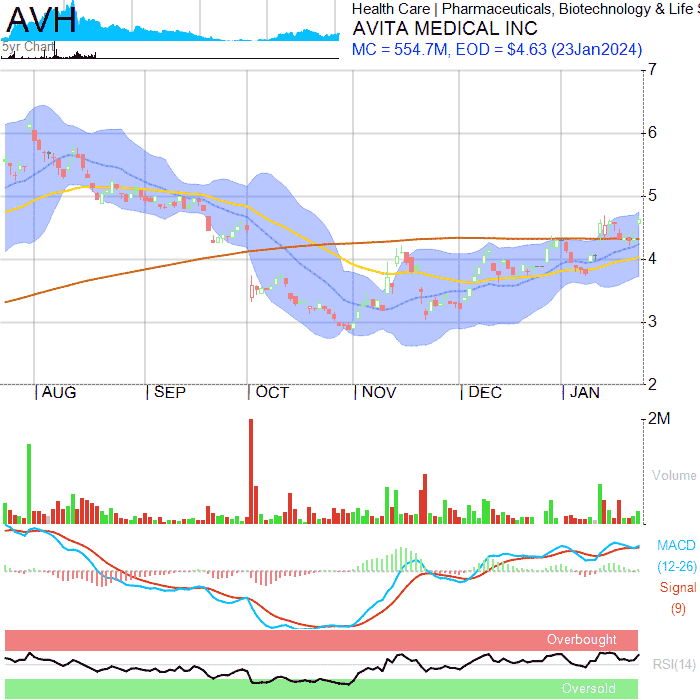 AVH
5yr Chart
Health Care | Pharmaceuticals, Biotechnology & Life S
AVITA MEDICAL INC
MC = 554.7M, EOD = $4.63 (23Jan2024)
7
6
5
4
3
2
AUG
SEP
OCT
NOV
DEC
JAN
2M
Volume
MACD
(12-26)
Signal
(9)
Overbought
RSI(14)
Oversold